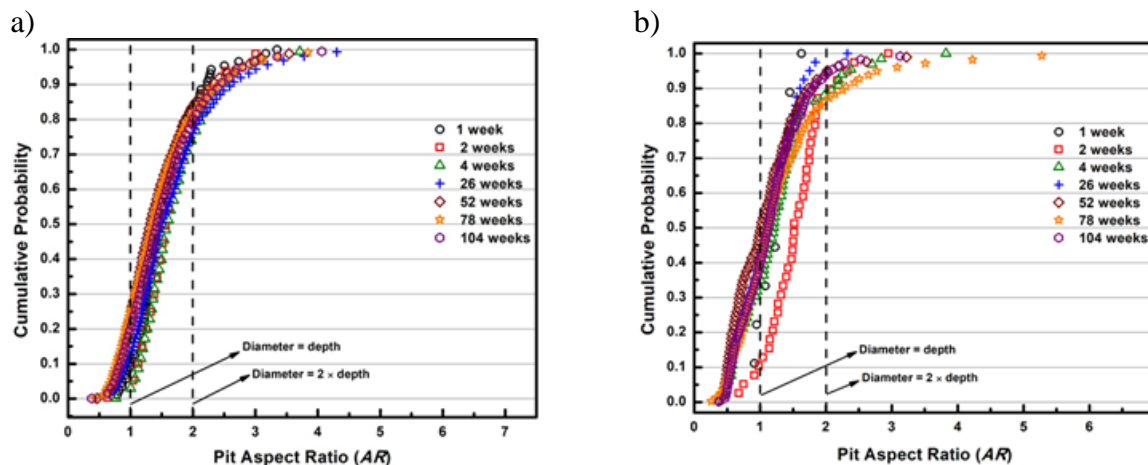 a)
1.0
0.9
0.8
0.7
0.6
0.5
0.4
0.3
0.2
0.1
0.0
Cumulative Probability
1 week
2 weeks
4 weeks
26 weeks
52 weeks
78 weeks
104 weeks
Diameter = depth
Diameter = 2 × depth
0 1 2 3 4 5 6 7
Pit Aspect Ratio (AR)
b)
1.0
0.9
0.8
0.7
0.6
0.5
0.4
0.3
0.2
0.1
0.0
Cumulative Probability
1 week
2 weeks
4 weeks
26 weeks
52 weeks
78 weeks
104 weeks
Diameter = depth
Diameter = 2 × depth
0 1 2 3 4 5 6 7
Pit Aspect Ratio (AR)